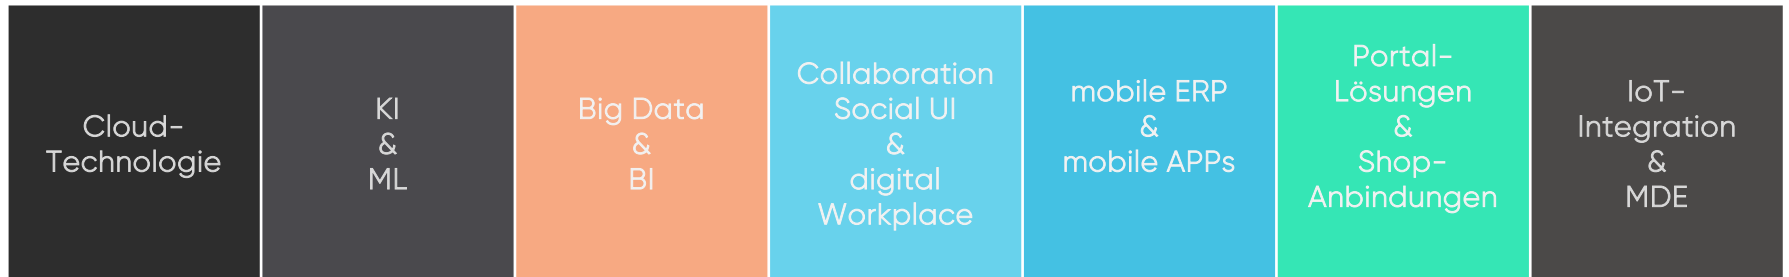 Cloud-
Technologie
KI
&
ML
Big Data
&
BI
Collaboration
Social UI
&
digital
Workplace
mobile ERP
&
mobile APPs
Portal-
Lösungen
&
Shop-
Anbindungen
IoT-
Integration
&
MDE